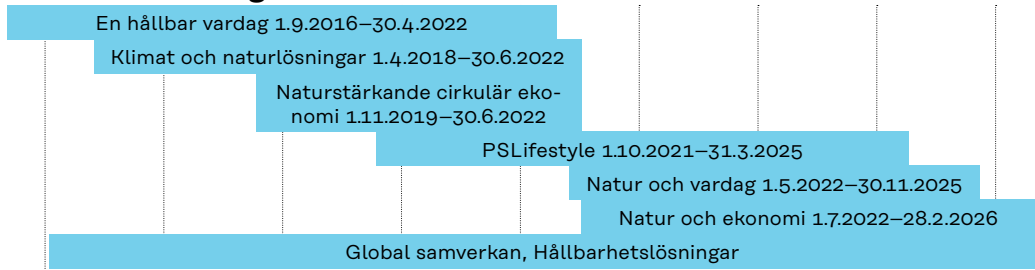 En hållbar vardag 1.9.2016–30.4.2022
Klimat och naturlösningar 1.4.2018–30.6.2022
Naturstärkande cirkulär eko-
nomi 1.11.2019–30.6.2022
PSLifestyle 1.10.2021–31.3.2025
Natur och vardag 1.5.2022–30.11.2025
Natur och ekonomi 1.7.2022–28.2.2026
Global samverkan, Hållbarhetslösningar